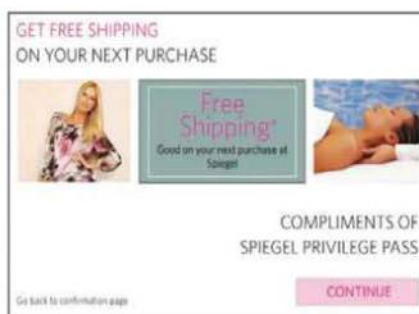 GET FREE SHIPPING
ON YOUR NEXT PURCHASE
Free
Shipping*
Good on your next purchase at
Spiegel
COMPLIMENTS OF
SPIEGEL PRIVILEGE PASS
Go back to confirmation page
CONTINUE